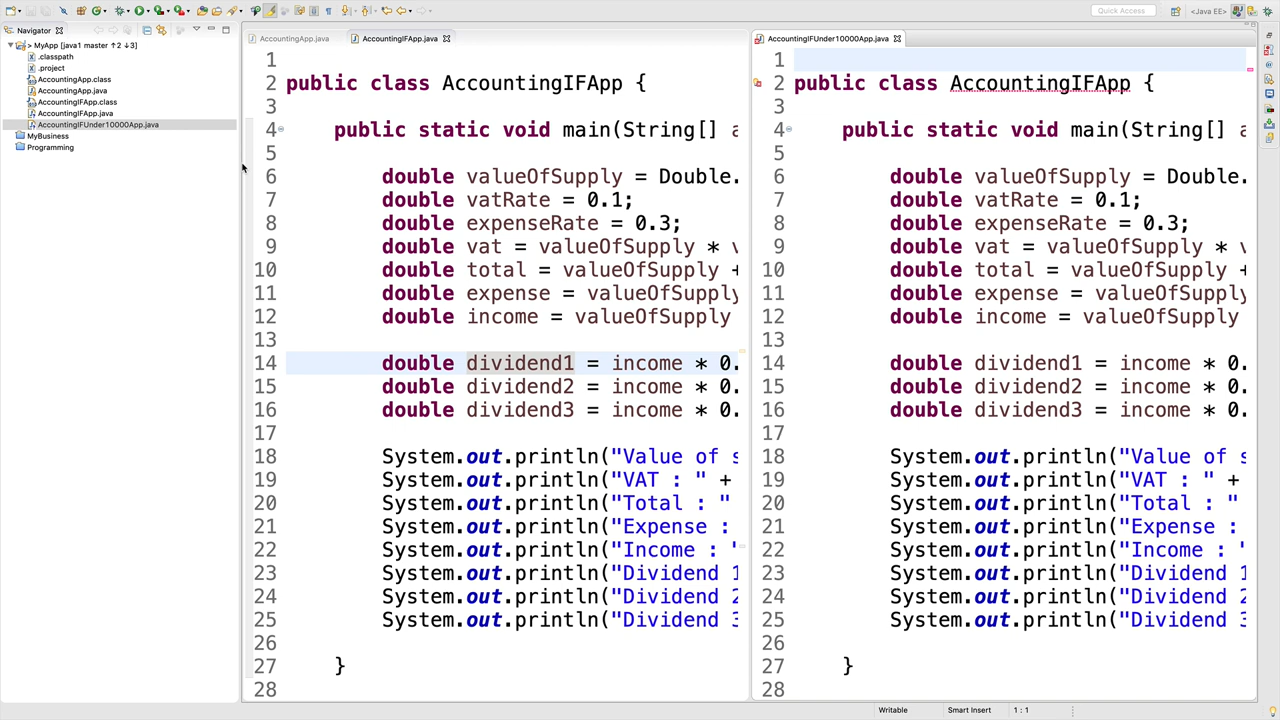 Quick Access
<Java EE>
Navigator
> MyApp [java1 master ↑2 ↓3]
.classpath
.project
AccountingApp.class
AccountingApp.java
AccountingIFApp.class
AccountingIFApp.java
AccountingIFUnder10000App.java
MyBusiness
Programming
AccountingApp.java
AccountingIFApp.java
1
2 public class AccountingIFApp {
3
4 public static void main(String[] a
5
6 double valueOfSupply = Double.
7 double vatRate = 0.1;
8 double expenseRate = 0.3;
9 double vat = valueOfSupply * v
10 double total = valueOfSupply +
11 double expense = valueOfSupply
12 double income = valueOfSupply
13
14 double dividend1 = income * 0.
15 double dividend2 = income * 0.
16 double dividend3 = income * 0.
17
18 System.out.println("Value of s
19 System.out.println("VAT : " +
20 System.out.println("Total : "
21 System.out.println("Expense :
22 System.out.println("Income : "
23 System.out.println("Dividend 1
24 System.out.println("Dividend 2
25 System.out.println("Dividend 3
26
27 }
28
AccountingIFUnder10000App.java
1
2 public class AccountingIFApp {
3
4 public static void main(String[] a
5
6 double valueOfSupply = Double.
7 double vatRate = 0.1;
8 double expenseRate = 0.3;
9 double vat = valueOfSupply * v
10 double total = valueOfSupply +
11 double expense = valueOfSupply
12 double income = valueOfSupply
13
14 double dividend1 = income * 0.
15 double dividend2 = income * 0.
16 double dividend3 = income * 0.
17
18 System.out.println("Value of s
19 System.out.println("VAT : " +
20 System.out.println("Total : "
21 System.out.println("Expense :
22 System.out.println("Income : "
23 System.out.println("Dividend 1
24 System.out.println("Dividend 2
25 System.out.println("Dividend 3
26
27 }
28
Writable
Smart Insert
1 : 1